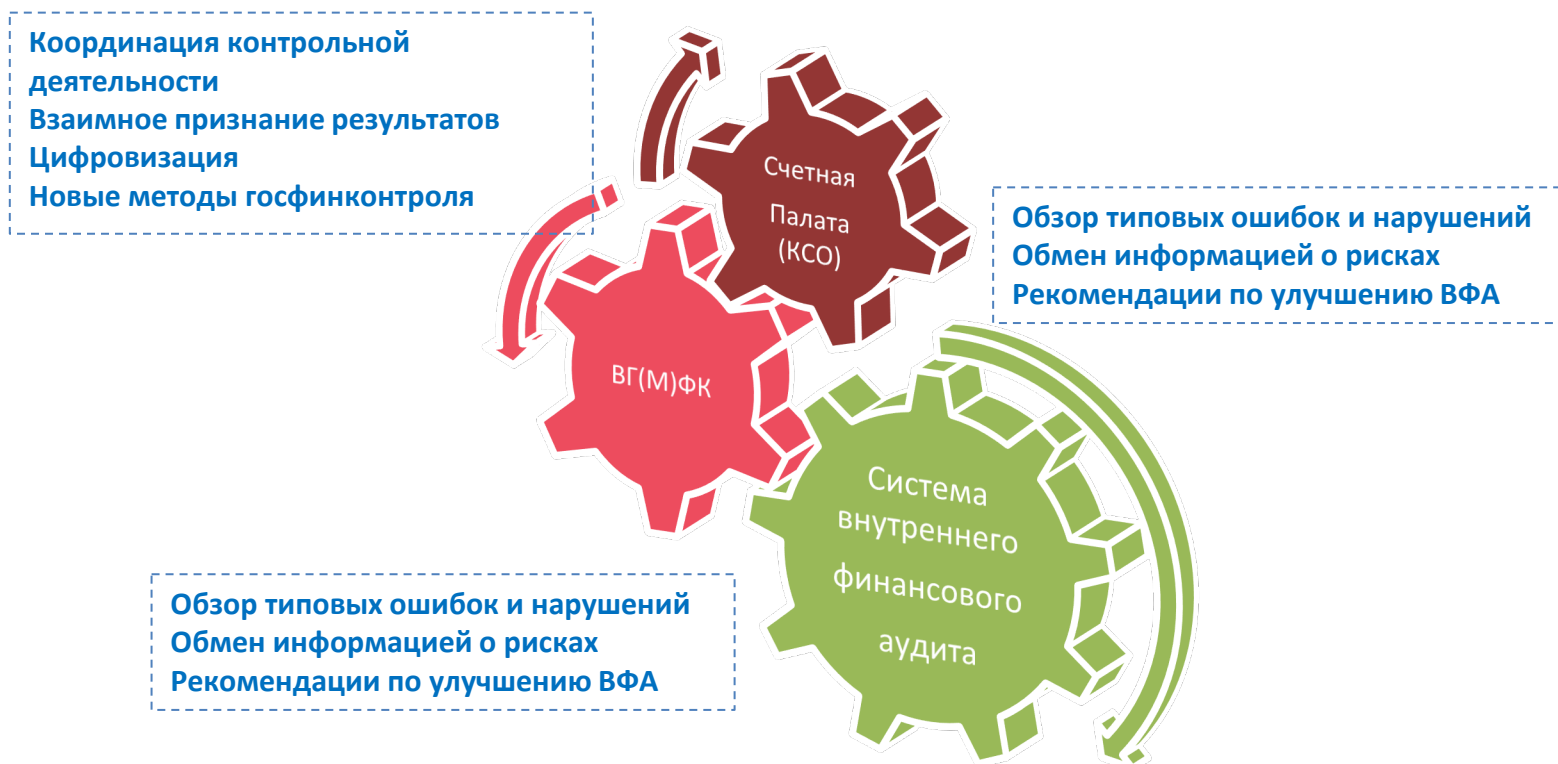 Координация контрольной
деятельности
Взаимное признание результатов
Цифровизация
Новые методы госфинконтроля
Счетная
Палата
(КСО)
Обзор типовых ошибок и нарушений
Обмен информацией о рисках
Рекомендации по улучшению ВФА
ВГ(М)ФК
Система
внутреннего
финансового
аудита
Обзор типовых ошибок и нарушений
Обмен информацией о рисках
Рекомендации по улучшению ВФА